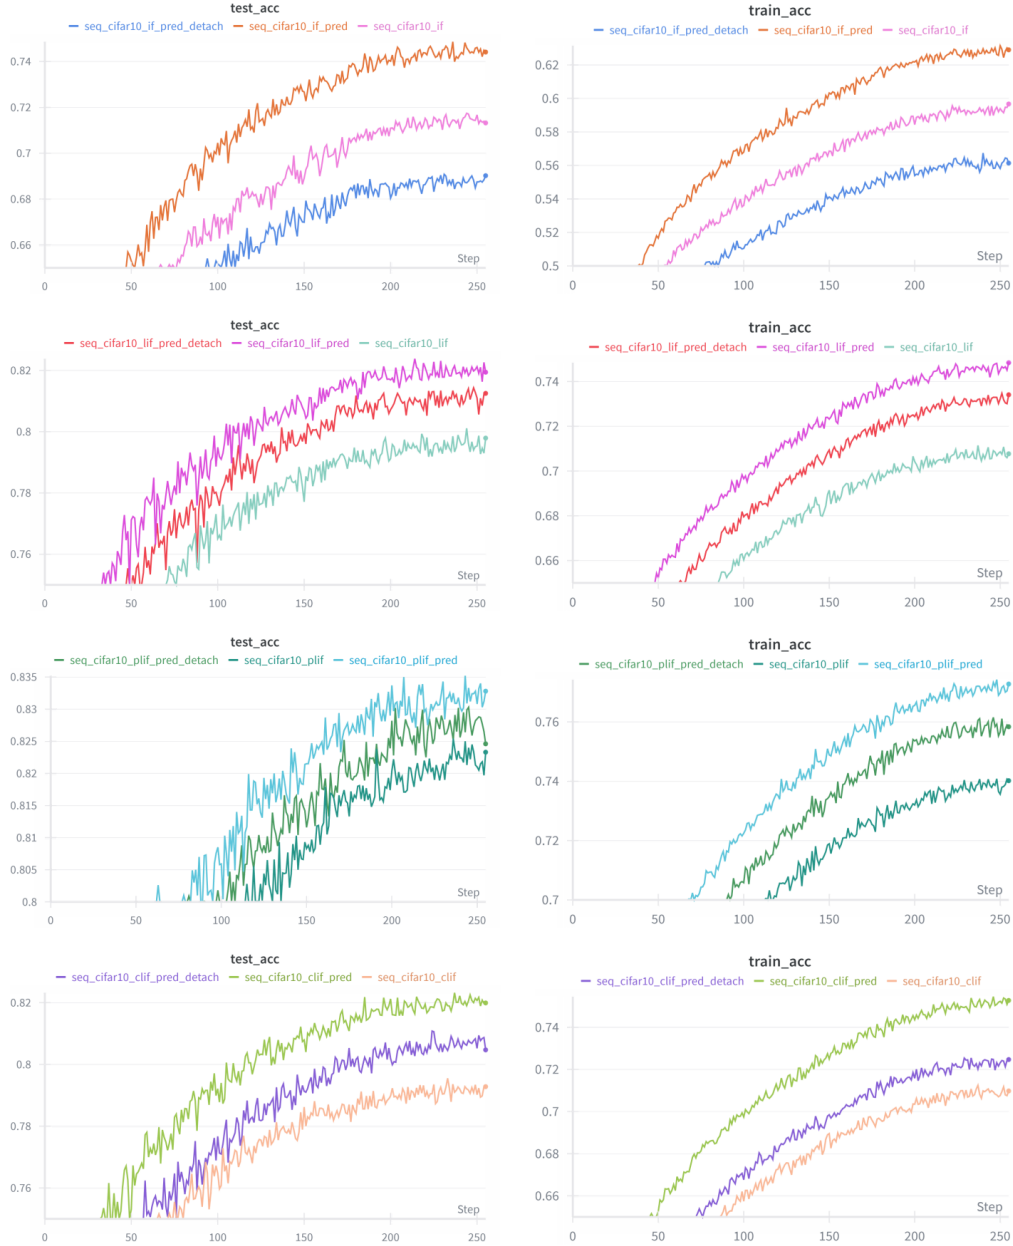 test_acc
seq_cifar10_if_pred_detach seq_cifar10_if_pred seq_cifar10_if
0.74
0.72
0.7
0.68
0.66
Step
0 50 100 150 200 250
train_acc
seq_cifar10_if_pred_detach seq_cifar10_if_pred seq_cifar10_if
0.62
0.6
0.58
0.56
0.54
0.52
0.5
Step
0 50 100 150 200 250
test_acc
seq_cifar10_lif_pred_detach seq_cifar10_lif_pred seq_cifar10_lif
0.82
0.8
0.78
0.76
Step
0 50 100 150 200 250
train_acc
seq_cifar10_lif_pred_detach seq_cifar10_lif_pred seq_cifar10_lif
0.74
0.72
0.7
0.68
0.66
Step
0 50 100 150 200 250
test_acc
seq_cifar10_plif_pred_detach seq_cifar10_plif seq_cifar10_plif_pred
0.835
0.83
0.825
0.82
0.815
0.81
0.805
0.8
Step
0 50 100 150 200 250
train_acc
seq_cifar10_plif_pred_detach seq_cifar10_plif seq_cifar10_plif_pred
0.76
0.74
0.72
0.7
Step
0 50 100 150 200 250
test_acc
seq_cifar10_clif_pred_detach seq_cifar10_clif_pred seq_cifar10_clif
0.82
0.8
0.78
0.76
Step
0 50 100 150 200 250
train_acc
seq_cifar10_clif_pred_detach seq_cifar10_clif_pred seq_cifar10_clif
0.74
0.72
0.7
0.68
0.66
Step
0 50 100 150 200 250